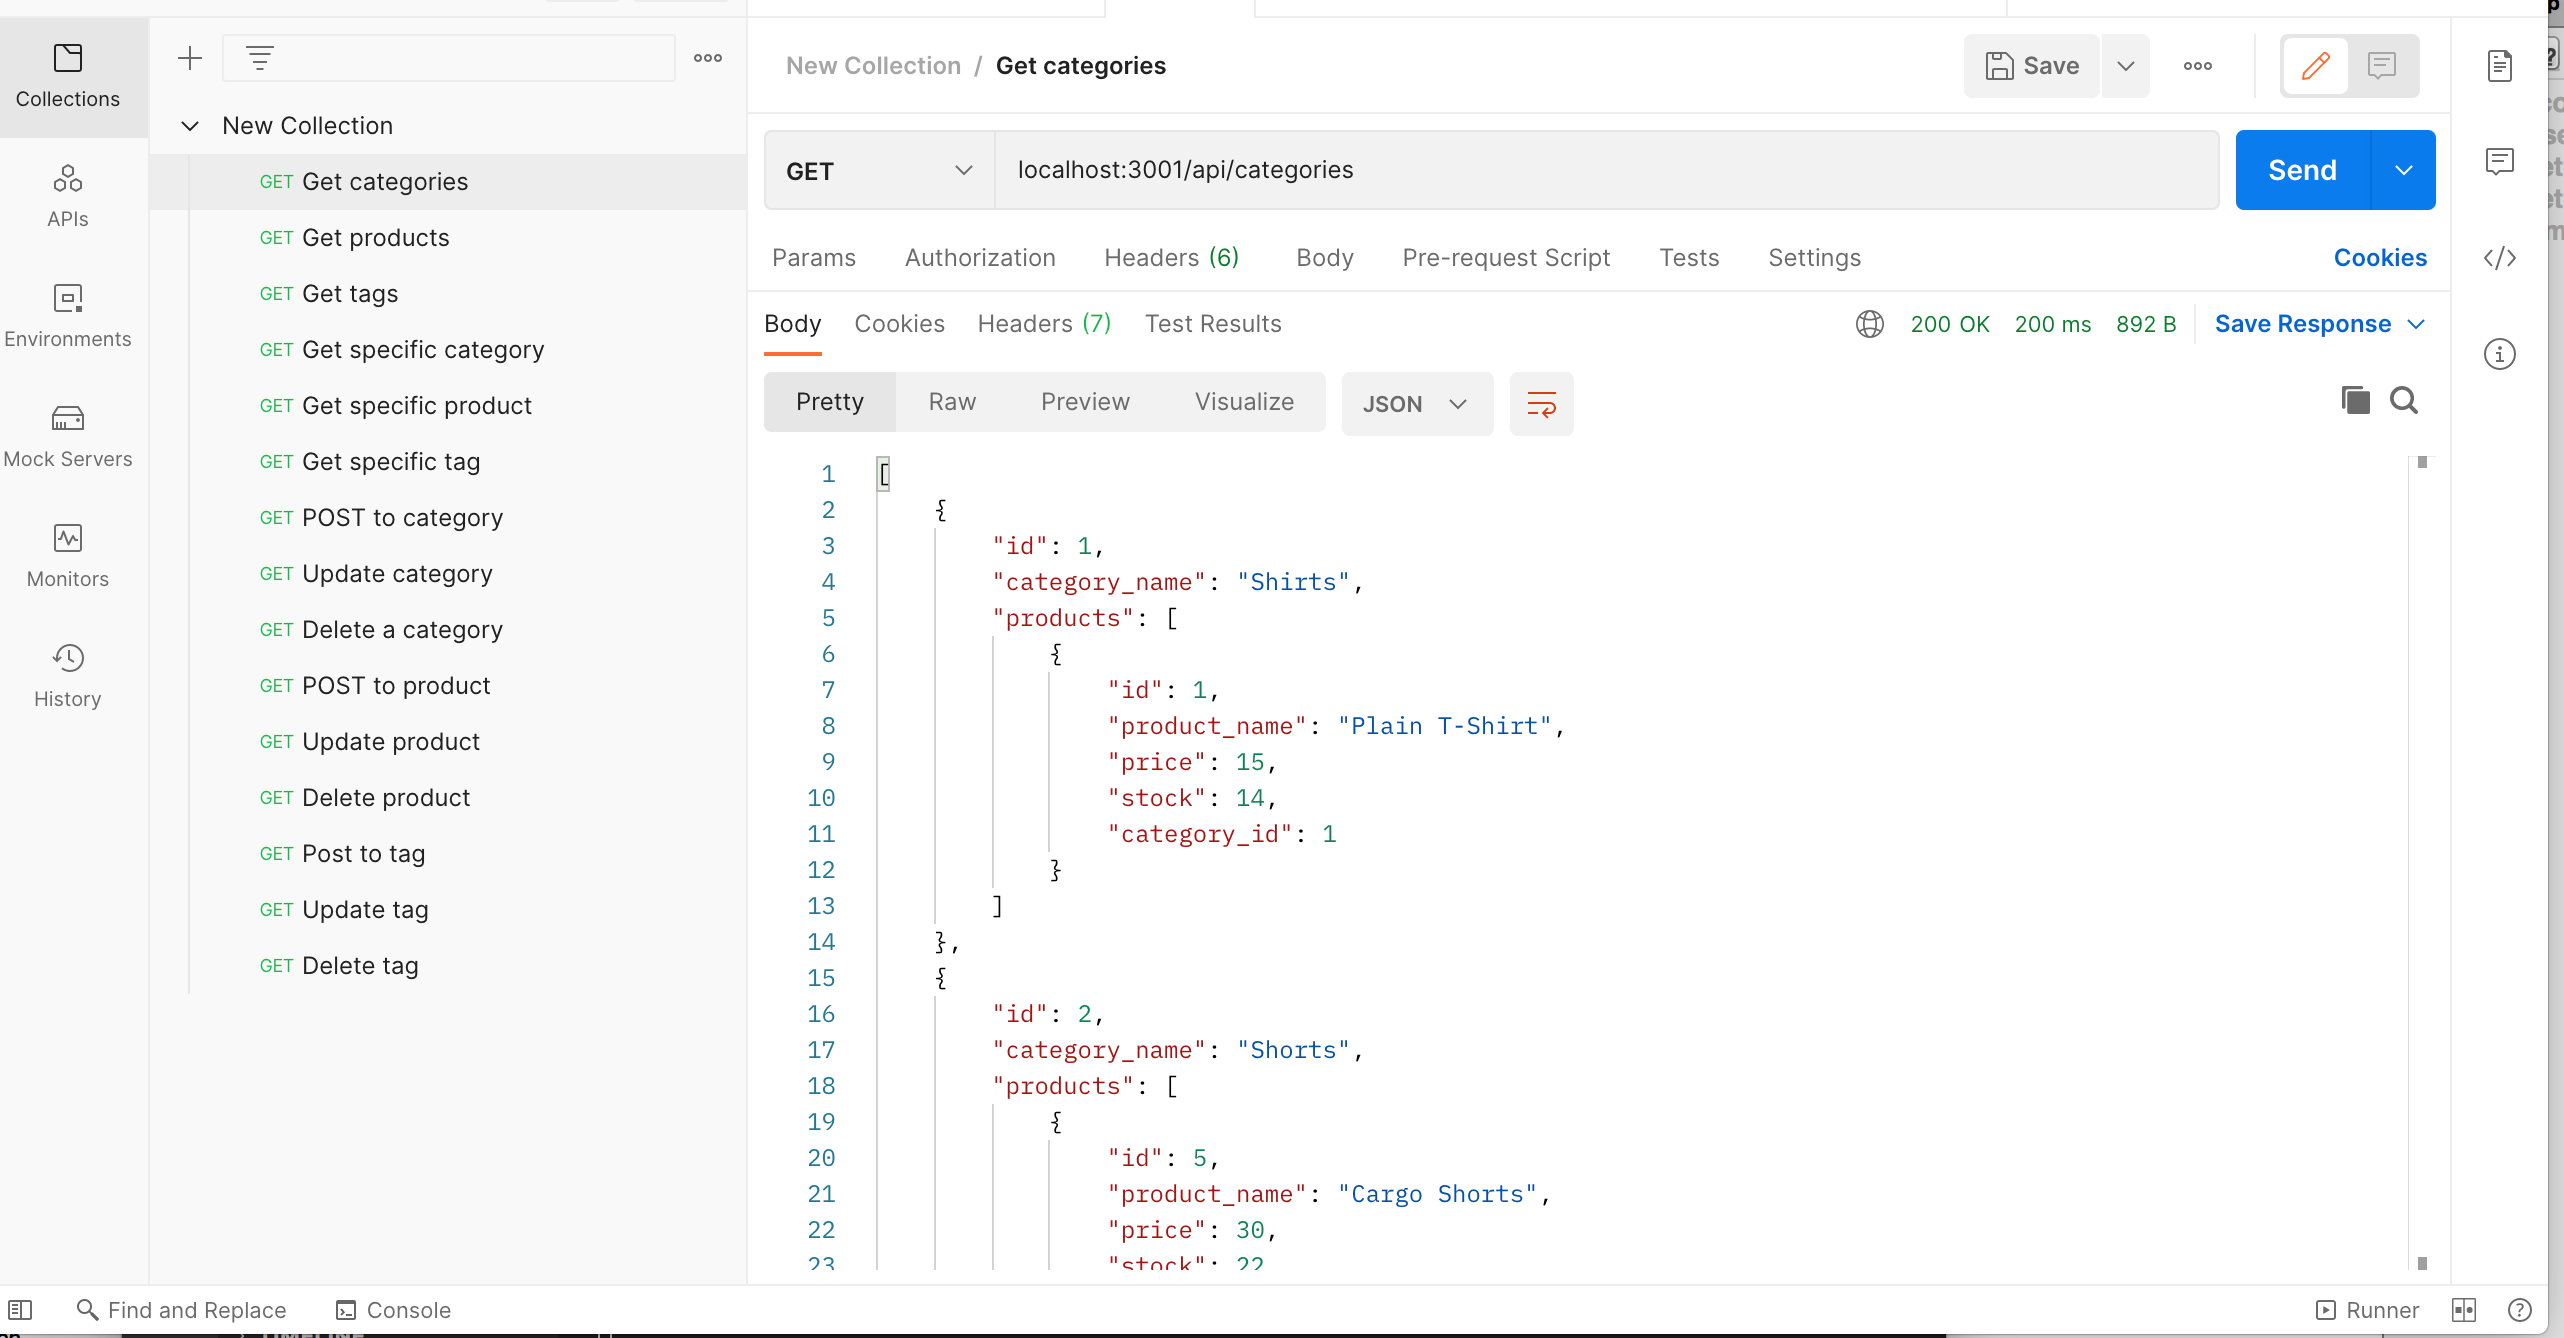 Collections
APIs
Environments
Mock Servers
Monitors
History
New Collection
GET Get categories
GET Get products
GET Get tags
GET Get specific category
GET Get specific product
GET Get specific tag
GET POST to category
GET Update category
GET Delete a category
GET POST to product
GET Update product
GET Delete product
GET Post to tag
GET Update tag
GET Delete tag
New Collection / Get categories
Save
GET localhost:3001/api/categories
Send
Params Authorization Headers (6) Body Pre-request Script Tests Settings Cookies
Body Cookies Headers (7) Test Results 200 OK 200 ms 892 B Save Response
Pretty Raw Preview Visualize JSON
1 [
2 {
3 "id": 1,
4 "category_name": "Shirts",
5 "products": [
6 {
7 "id": 1,
8 "product_name": "Plain T-Shirt",
9 "price": 15,
10 "stock": 14,
11 "category_id": 1
12 }
13 ]
14 },
15 {
16 "id": 2,
17 "category_name": "Shorts",
18 "products": [
19 {
20 "id": 5,
21 "product_name": "Cargo Shorts",
22 "price": 30,
23 "stock": 22
Find and Replace Console Runner